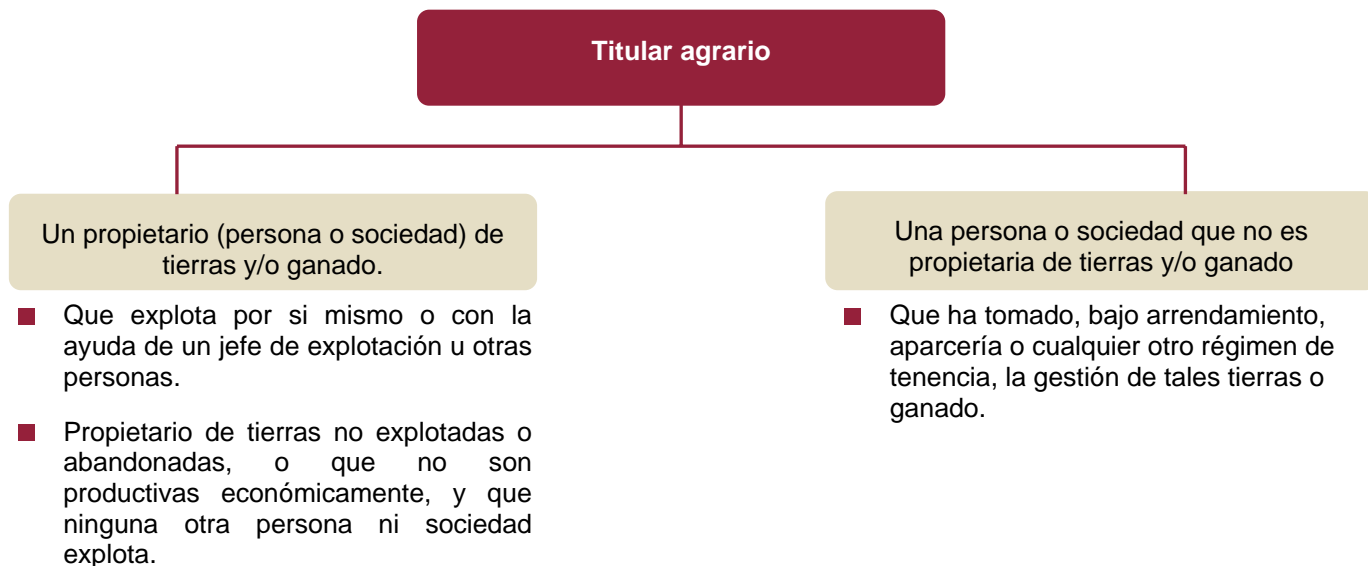 Titular agrario
Un propietario (persona o sociedad) de
tierras y/o ganado.
Que explota por si mismo o con la
ayuda de un jefe de explotación u otras
personas.
Propietario de tierras no explotadas o
abandonadas, o que no son
productivas económicamente, y que
ninguna otra persona ni sociedad
explota.
Una persona o sociedad que no es
propietaria de tierras y/o ganado
Que ha tomado, bajo arrendamiento,
aparcería o cualquier otro régimen de
tenencia, la gestión de tales tierras o
ganado.